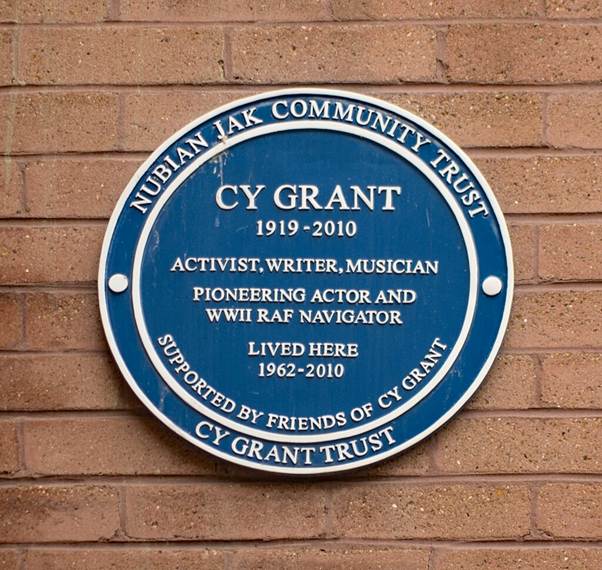 NUBIAN JAK COMMUNITY TRUST
CY GRANT
1919-2010
ACTIVIST, WRITER, MUSICIAN
PIONEERING ACTOR AND
WWII RAF NAVIGATOR
LIVED HERE
1962-2010
SUPPORTED BY FRIENDS OF CY GRANT
CY GRANT TRUST